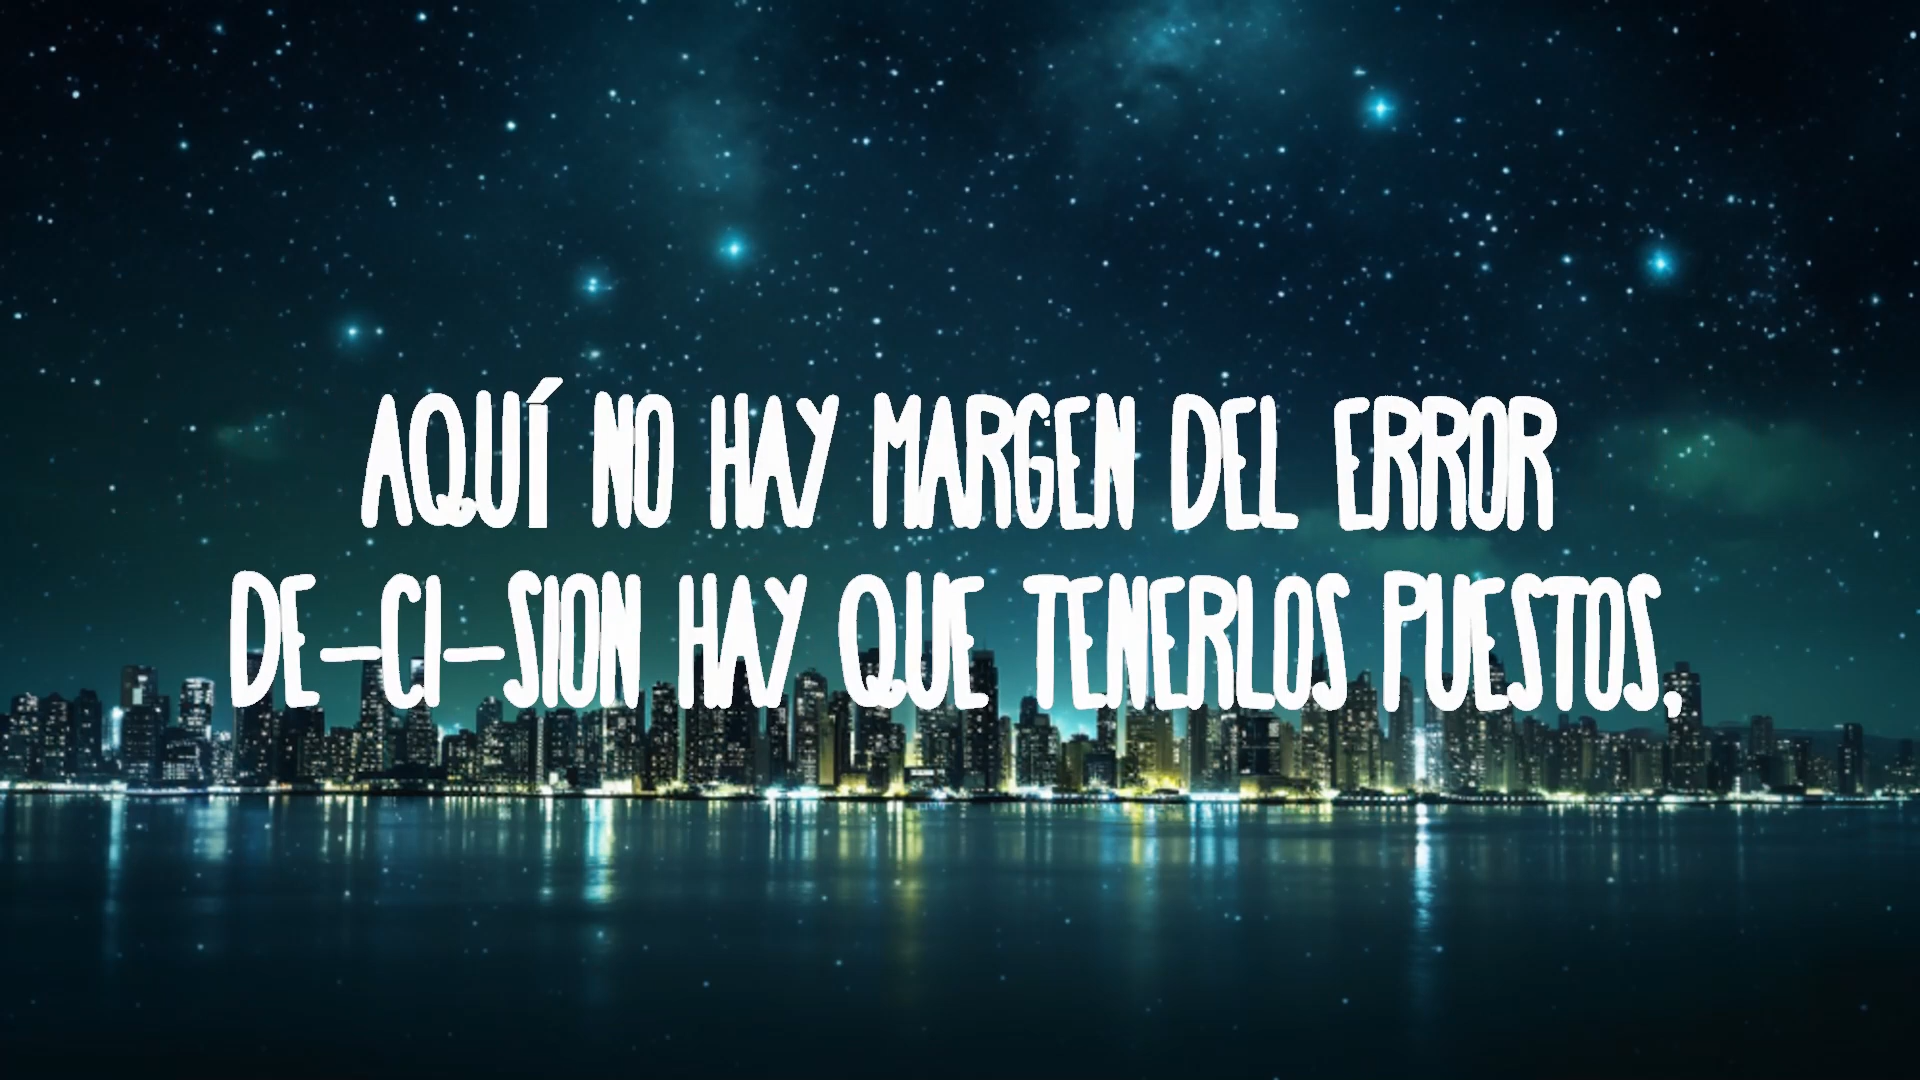 AQUÍ NO HAY MARGEN DEL ERROR
DE-CI-SION HAY QUE TENERLOS PUESTOS,